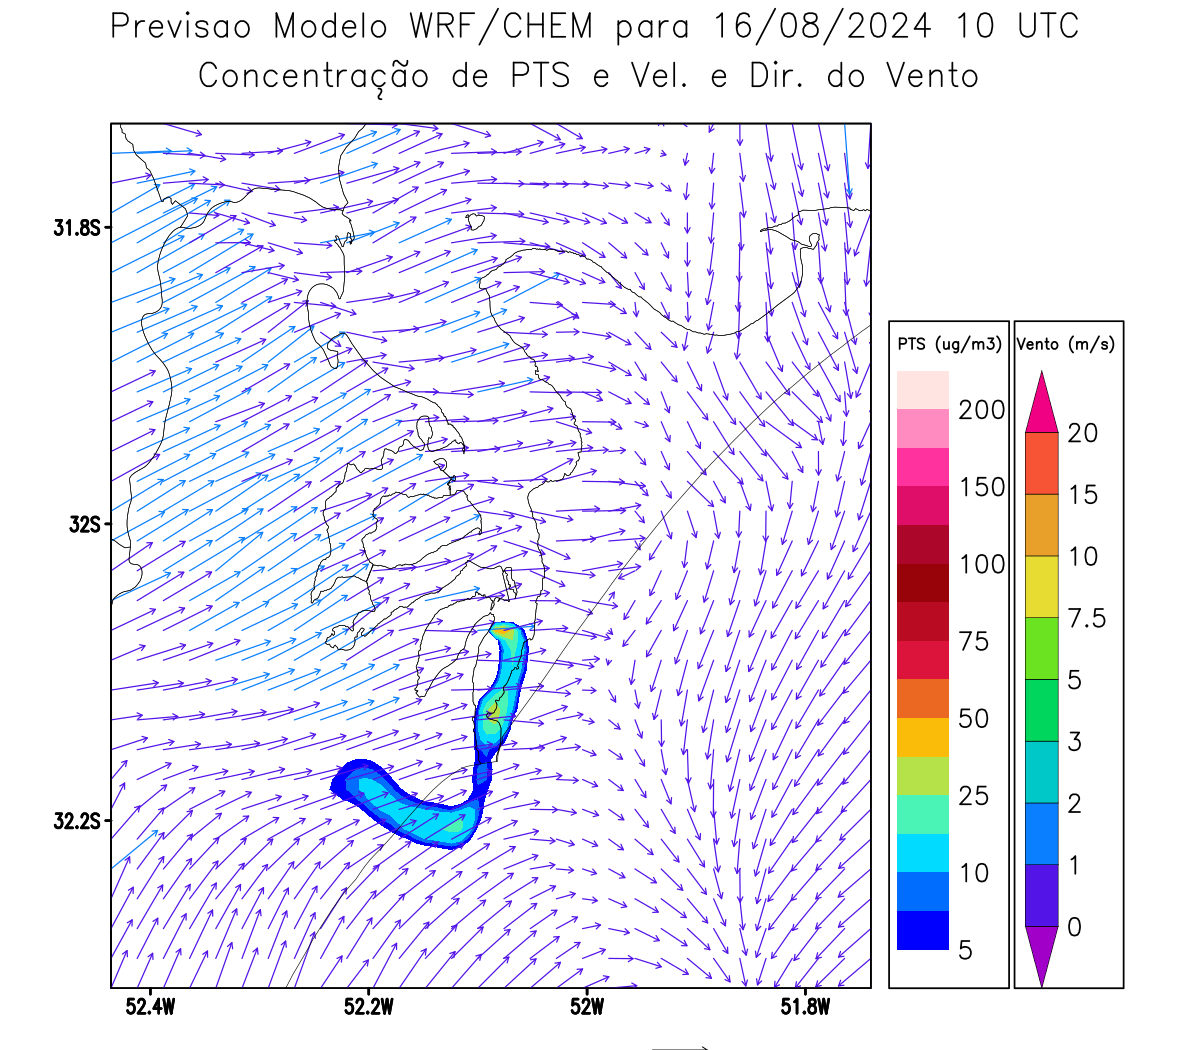 Previsao Modelo WRF/CHEM para 16/08/2024 10 UTC
Concentração de PTS e Vel. e Dir. do Vento
31.8S
32S
32.2S
52.4W
52.2W
52W
51.8W
PTS (ug/m3)
200
150
100
75
50
25
10
5
Vento (m/s)
20
15
10
7.5
5
3
2
1
0